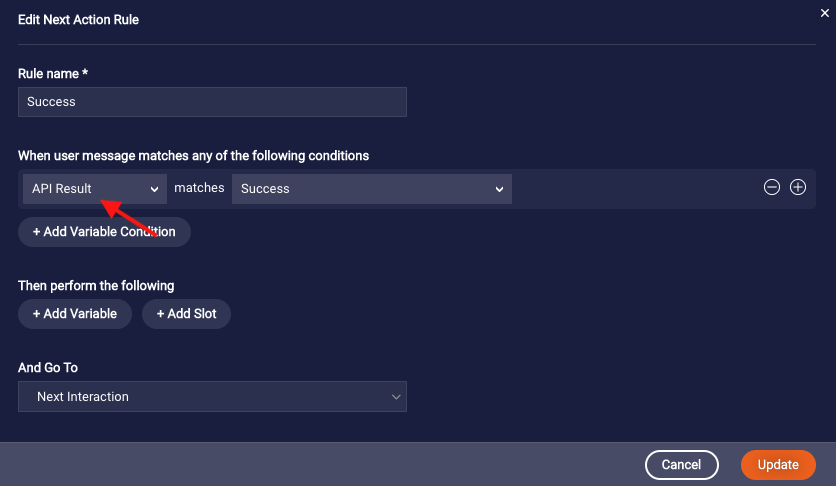 Edit Next Action Rule
×
Rule name *
Success
When user message matches any of the following conditions
API Result matches Success
+ Add Variable Condition
Then perform the following
+ Add Variable + Add Slot
And Go To
Next Interaction
Cancel Update